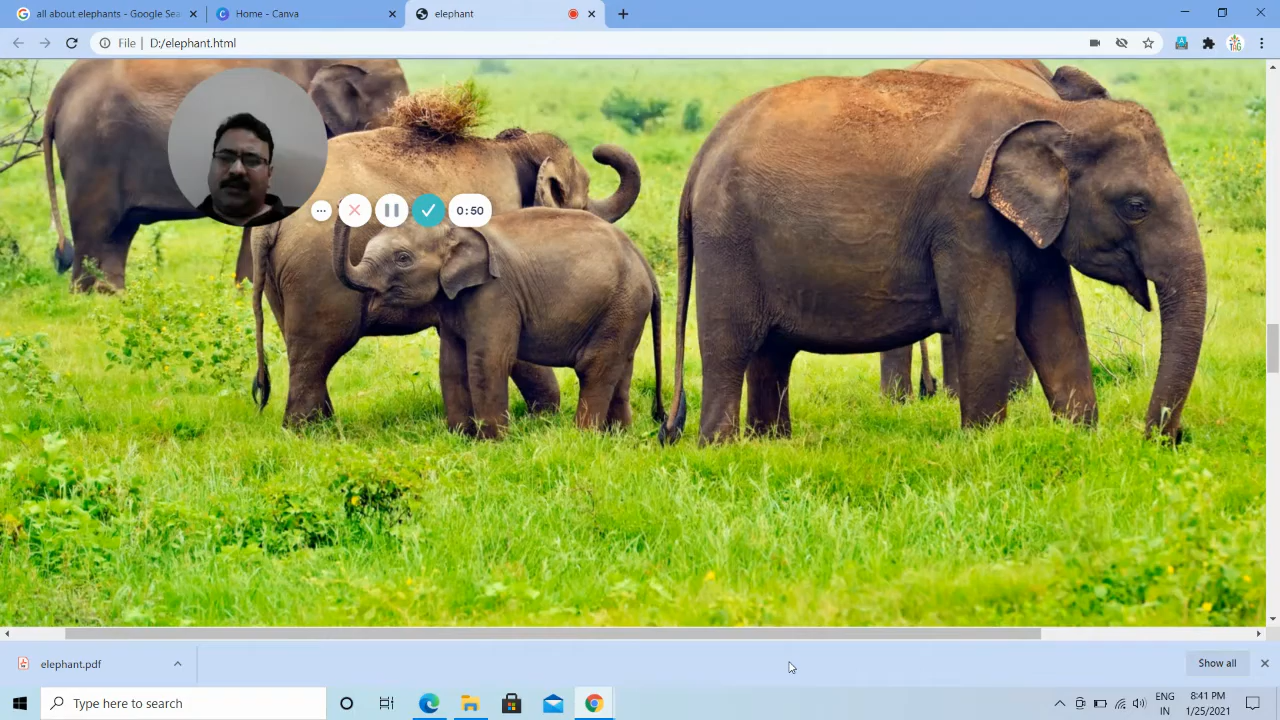 all about elephants - Google Sea
Home - Canva
elephant
File | D:/elephant.html
0:50
elephant.pdf
Show all
Type here to search
ENG
IN
8:41 PM
1/25/2021